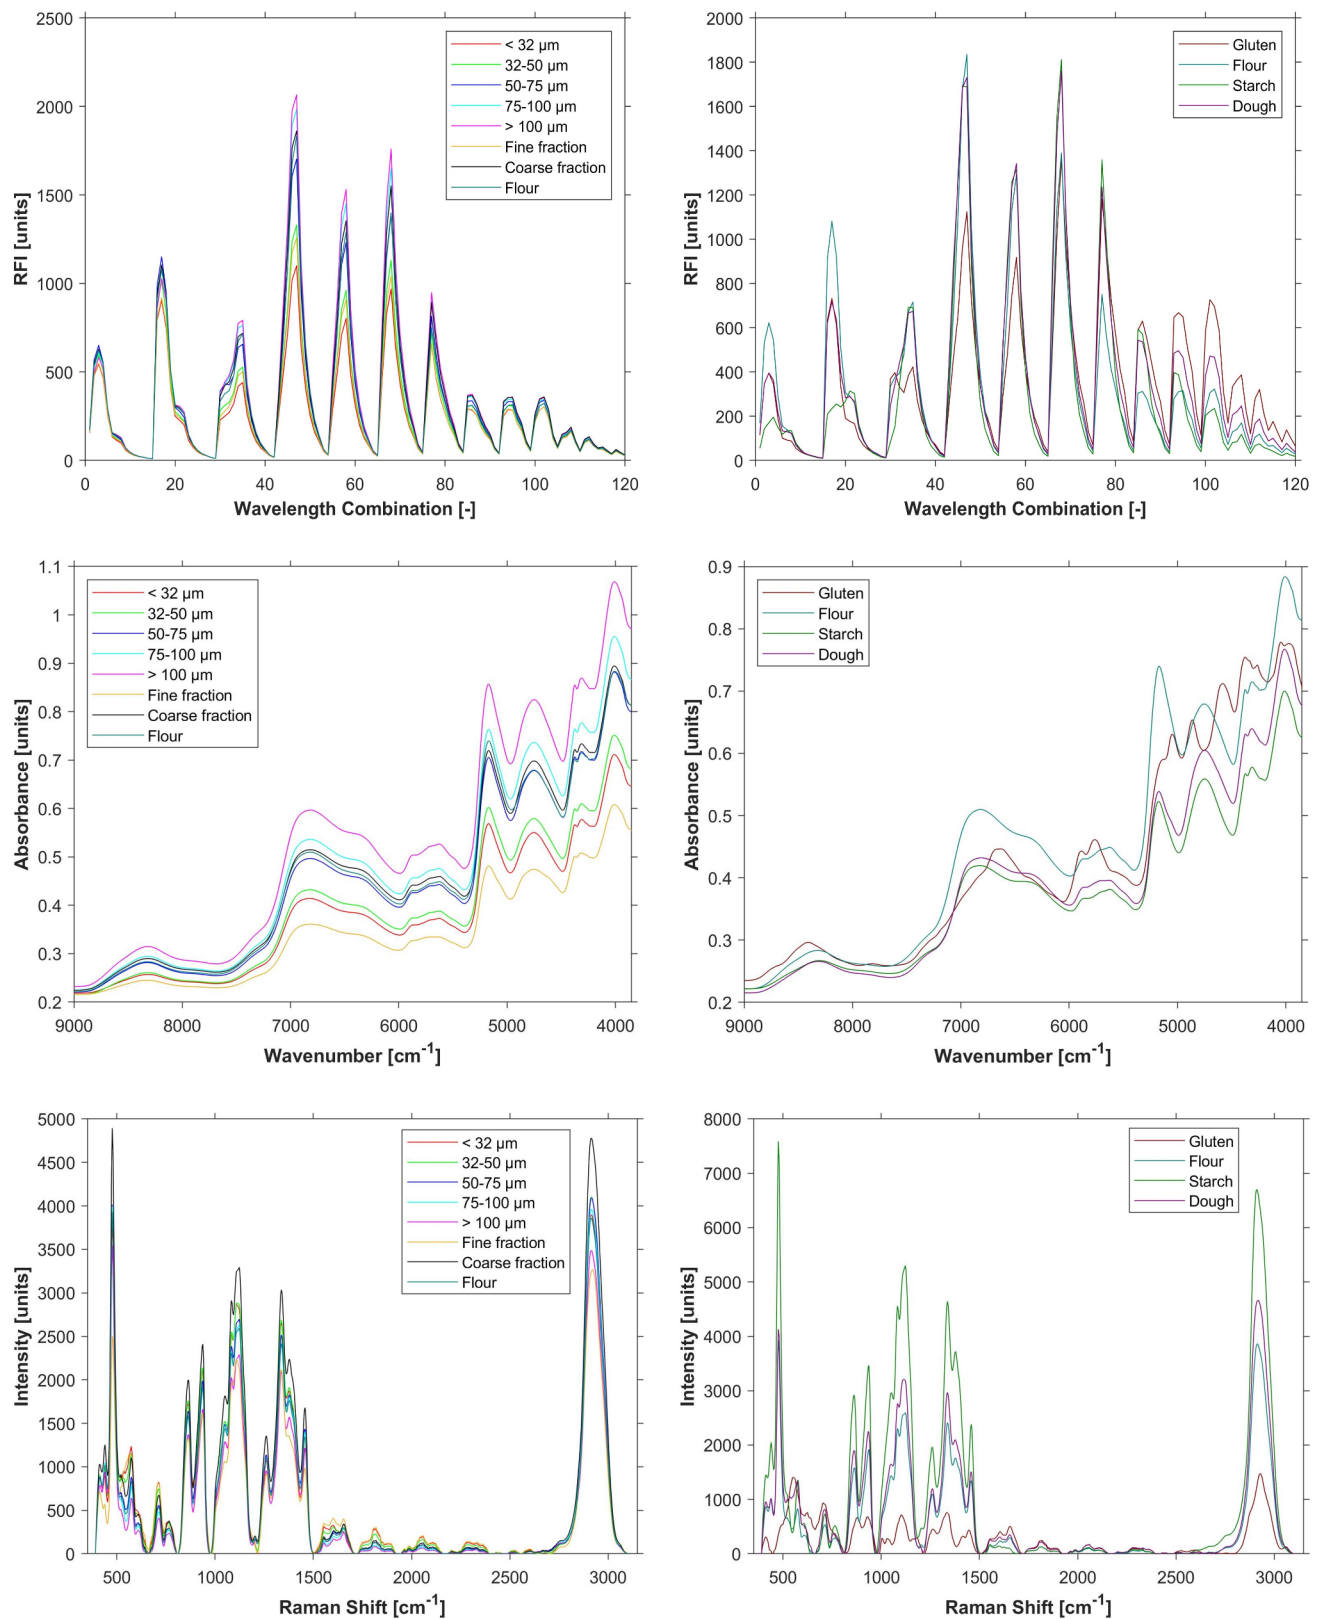 2500
2000
1500
1000
500
0
RFI [units]
< 32 µm
32-50 µm
50-75 µm
75-100 µm
> 100 µm
Fine fraction
Coarse fraction
Flour
0 20 40 60 80 100 120
Wavelength Combination [-]
2000
1800
1600
1400
1200
1000
800
600
400
200
0
RFI [units]
Gluten
Flour
Starch
Dough
0 20 40 60 80 100 120
Wavelength Combination [-]
1.1
1
0.9
0.8
0.7
0.6
0.5
0.4
0.3
0.2
Absorbance [units]
< 32 µm
32-50 µm
50-75 µm
75-100 µm
> 100 µm
Fine fraction
Coarse fraction
Flour
9000 8000 7000 6000 5000 4000
Wavenumber [cm⁻¹]
0.9
0.8
0.7
0.6
0.5
0.4
0.3
0.2
Absorbance [units]
Gluten
Flour
Starch
Dough
9000 8000 7000 6000 5000 4000
Wavenumber [cm⁻¹]
5000
4500
4000
3500
3000
2500
2000
1500
1000
500
0
Intensity [units]
< 32 µm
32-50 µm
50-75 µm
75-100 µm
> 100 µm
Fine fraction
Coarse fraction
Flour
500 1000 1500 2000 2500 3000
Raman Shift [cm⁻¹]
8000
7000
6000
5000
4000
3000
2000
1000
0
Intensity [units]
Gluten
Flour
Starch
Dough
500 1000 1500 2000 2500 3000
Raman Shift [cm⁻¹]